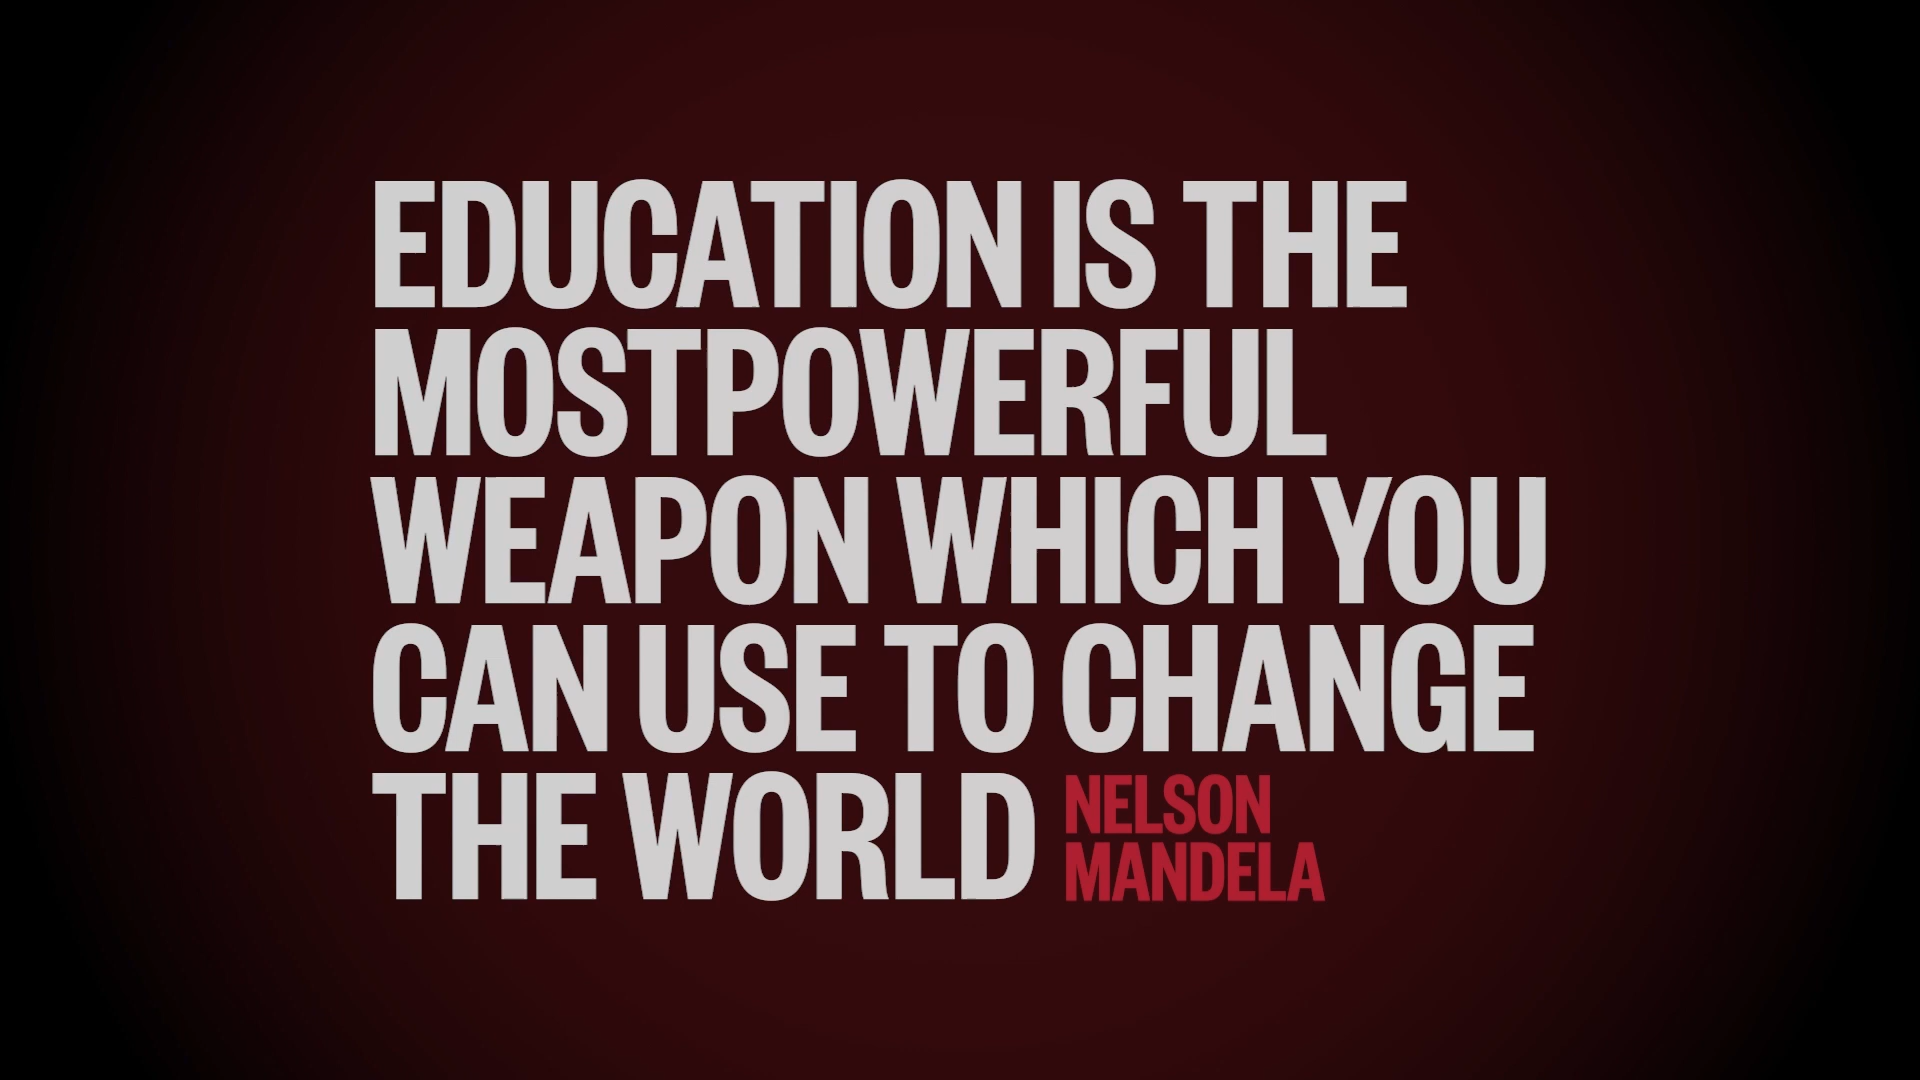 EDUCATION IS THE
MOSTPOWERFUL
WEAPON WHICH YOU
CAN USE TO CHANGE
THE WORLD
NELSON
MANDELA